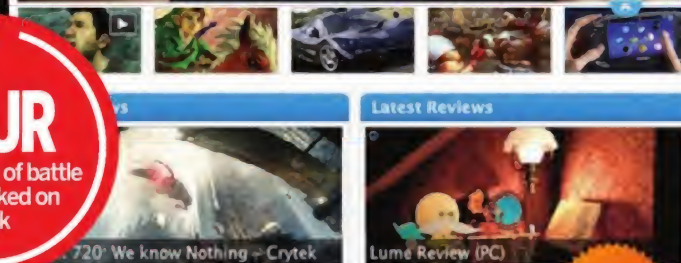 UR
of battle
ked on
k
ws
Latest Reviews
720: We know Nothing - Crytek
Lume Review (PC)